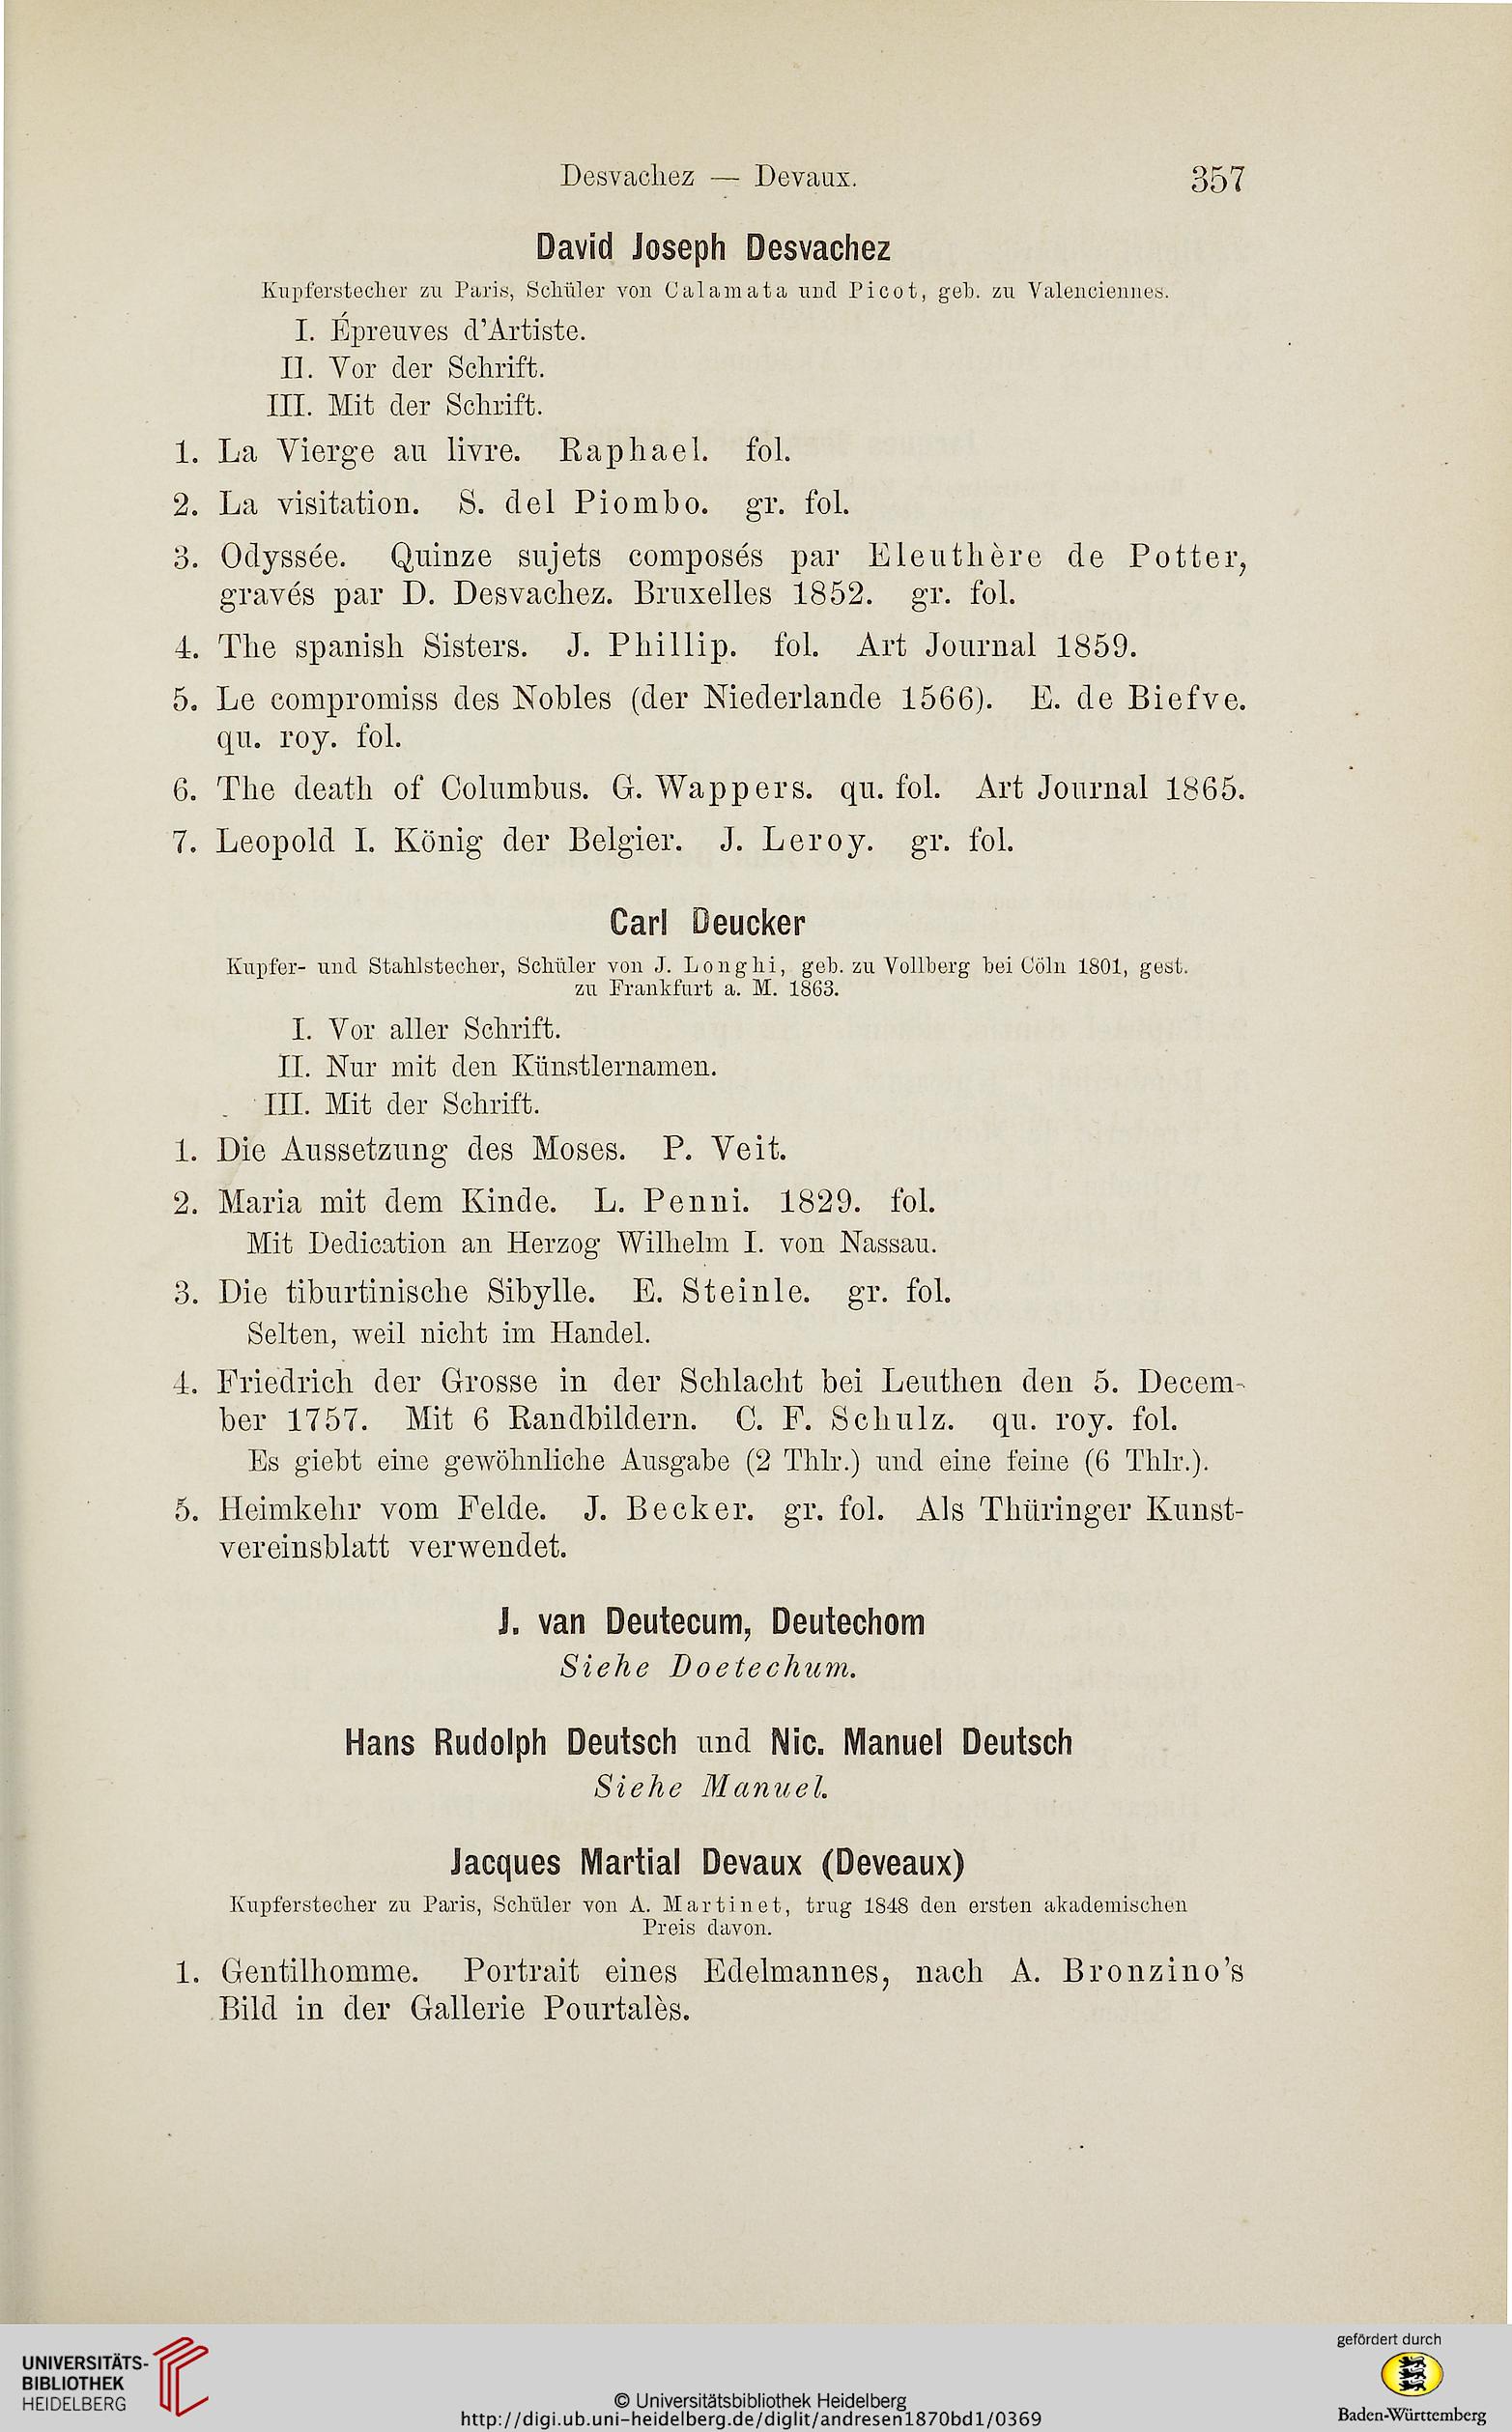 Desvachez — Devaux. 357
David Joseph Desvachez
Kupferstecher zu Paris, Schüler von Calamata und Picot, geb. zu Valenciennes.
I. Épreuves d'Artiste.
II. Vor der Schrift.
III. Mit der Schrift.
1. La Vierge au livre. Raphael. fol.
2. La visitation. S. del Piombo. gr. fol.
3. Odyssée. Quinze sujets composés par Eleuthère de Potter,
gravés par D. Desvachez. Bruxelles 1852. gr. fol.
4. The spanish Sisters. J. Phillip. fol. Art Journal 1859.
5. Le compromiss des Nobles (der Niederlande 1566). E. de Biefve.
qu. roy. fol.
6. The death of Columbus. G. Wappers. qu. fol. Art Journal 1865.
7. Leopold I. König der Belgier. J. Leroy. gr. fol.
Carl Deucker
Kupfer- und Stahlstecher, Schüler von J. Longhi, geb. zu Vollberg bei Cöln 1801, gest.
zu Frankfurt a. M. 1863.
I. Vor aller Schrift.
II. Nur mit den Künstlernamen.
III. Mit der Schrift.
1. Die Aussetzung des Moses. P. Veit.
2. Maria mit dem Kinde. L. Penni. 1829. fol.
Mit Dedication an Herzog Wilhelm I. von Nassau.
3. Die tiburtinische Sibylle. E. Steinle. gr. fol.
Selten, weil nicht im Handel.
4. Friedrich der Grosse in der Schlacht bei Leuthen den 5. Decem-
ber 1757. Mit 6 Randbildern. C. F. Schulz. qu. roy. fol.
Es giebt eine gewöhnliche Ausgabe (2 Thlr.) und eine feine (6 Thlr.).
5. Heimkehr vom Felde. J. Becker. gr. fol. Als Thüringer Kunst-
vereinsblatt verwendet.
J. van Deutecum, Deutechom
Siehe Doetechum.
Hans Rudolph Deutsch und Nic. Manuel Deutsch
Siehe Manuel.
Jacques Martial Devaux (Deveaux)
Kupferstecher zu Paris, Schüler von A. Martinet, trug 1848 den ersten akademischen
Preis davon.
1. Gentilhomme. Portrait eines Edelmannes, nach A. Bronzino's
Bild in der Gallerie Pourtalès.
UNIVERSITÄTS-
BIBLIOTHEK
HEIDELBERG
© Universitätsbibliothek Heidelberg
http://digi.ub.uni-heidelberg.de/diglit/andresen1870bd1/0369
gefördert durch
Baden-Württemberg